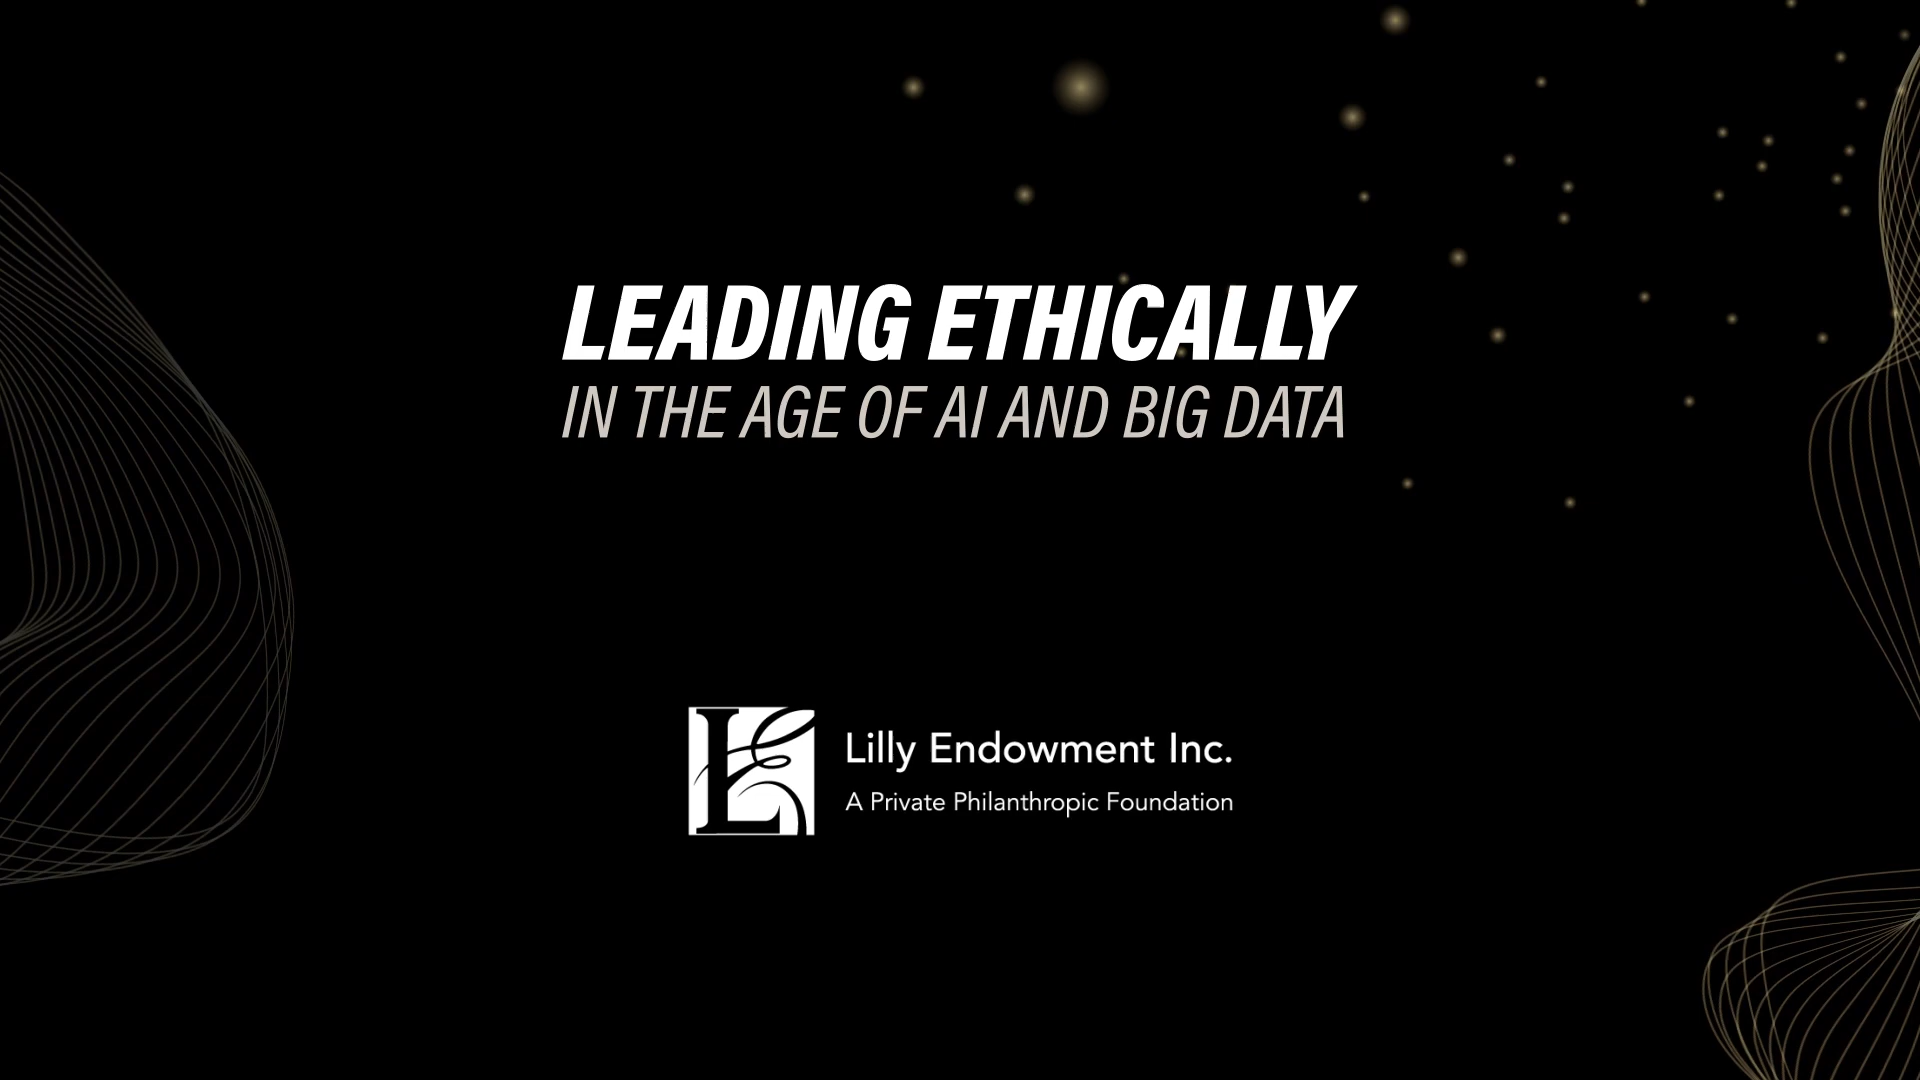 LEADING ETHICALLY
IN THE AGE OF AI AND BIG DATA
Lilly Endowment Inc.
A Private Philanthropic Foundation